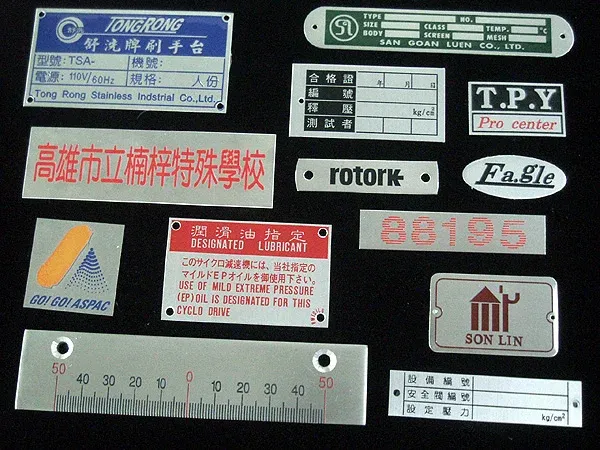 TONGRONG
舒洗牌刷手台
型號: TSA-
機號:
電源: 110V/60Hz
規格: 人份
Tong Rong Stainless Indstrial Co.,Ltd.
TYPE NO.
SIZE CLASS TEMP. °C
BODY SCREEN MESH
SAN GOAN LUEN CO., LTD.
合格證 年 月 日
編號
釋壓 kg/c㎡
測試者
T.P.Y
Pro center
高雄市立楠梓特殊學校
rotork
Ea.gle
88195
GO! GO! ASPAC
潤滑油指定
DESIGNATED LUBRICANT
このサイクロ減速機には、当社指定の
マイルドEPオイルを御使用下さい。
USE OF MILD EXTREME PRESSURE
(EP)OIL IS DESIGNATED FOR THIS
CYCLO DRIVE
SON LIN
50 40 30 20 10 0 10 20 30 40 50
設備編號
安全閥編號
設定壓力 kg/cm²